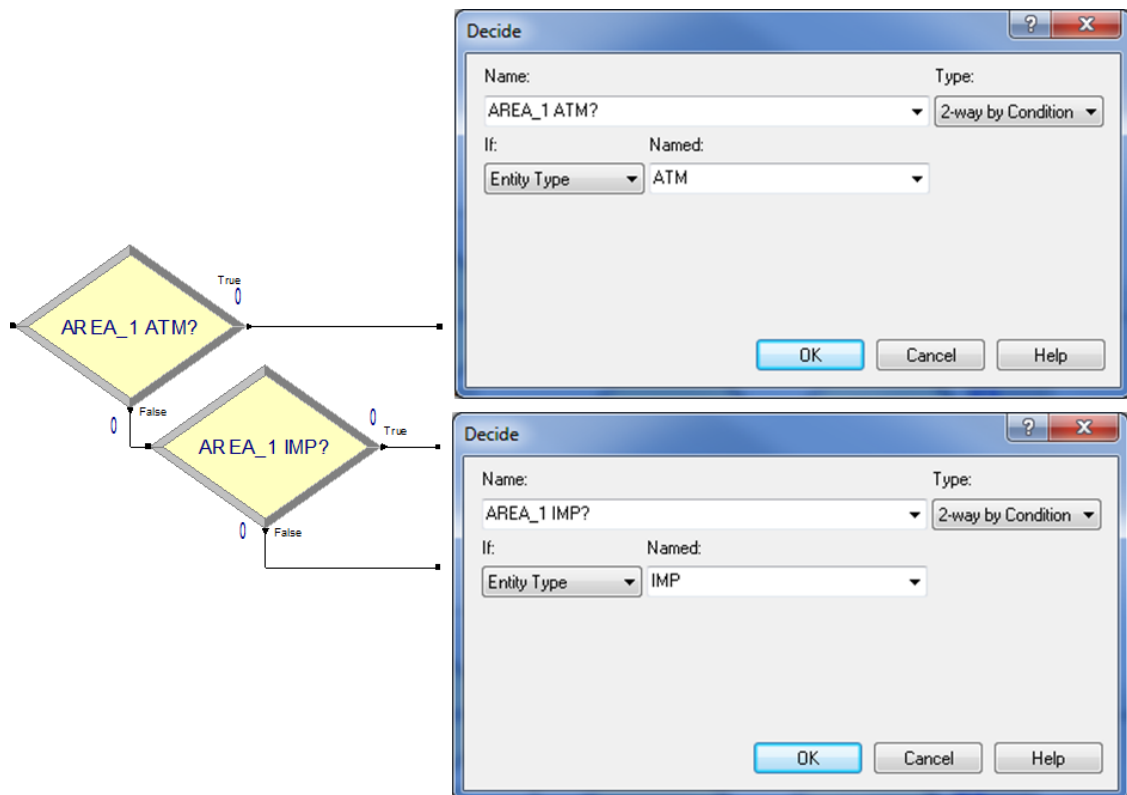 AREA_1 ATM?
True
0
False
0
AREA_1 IMP?
0
True
0
False
Decide
Name:
Type:
AREA_1 ATM?
2-way by Condition
If:
Named:
Entity Type
ATM
OK
Cancel
Help
Decide
Name:
Type:
AREA_1 IMP?
2-way by Condition
If:
Named:
Entity Type
IMP
OK
Cancel
Help